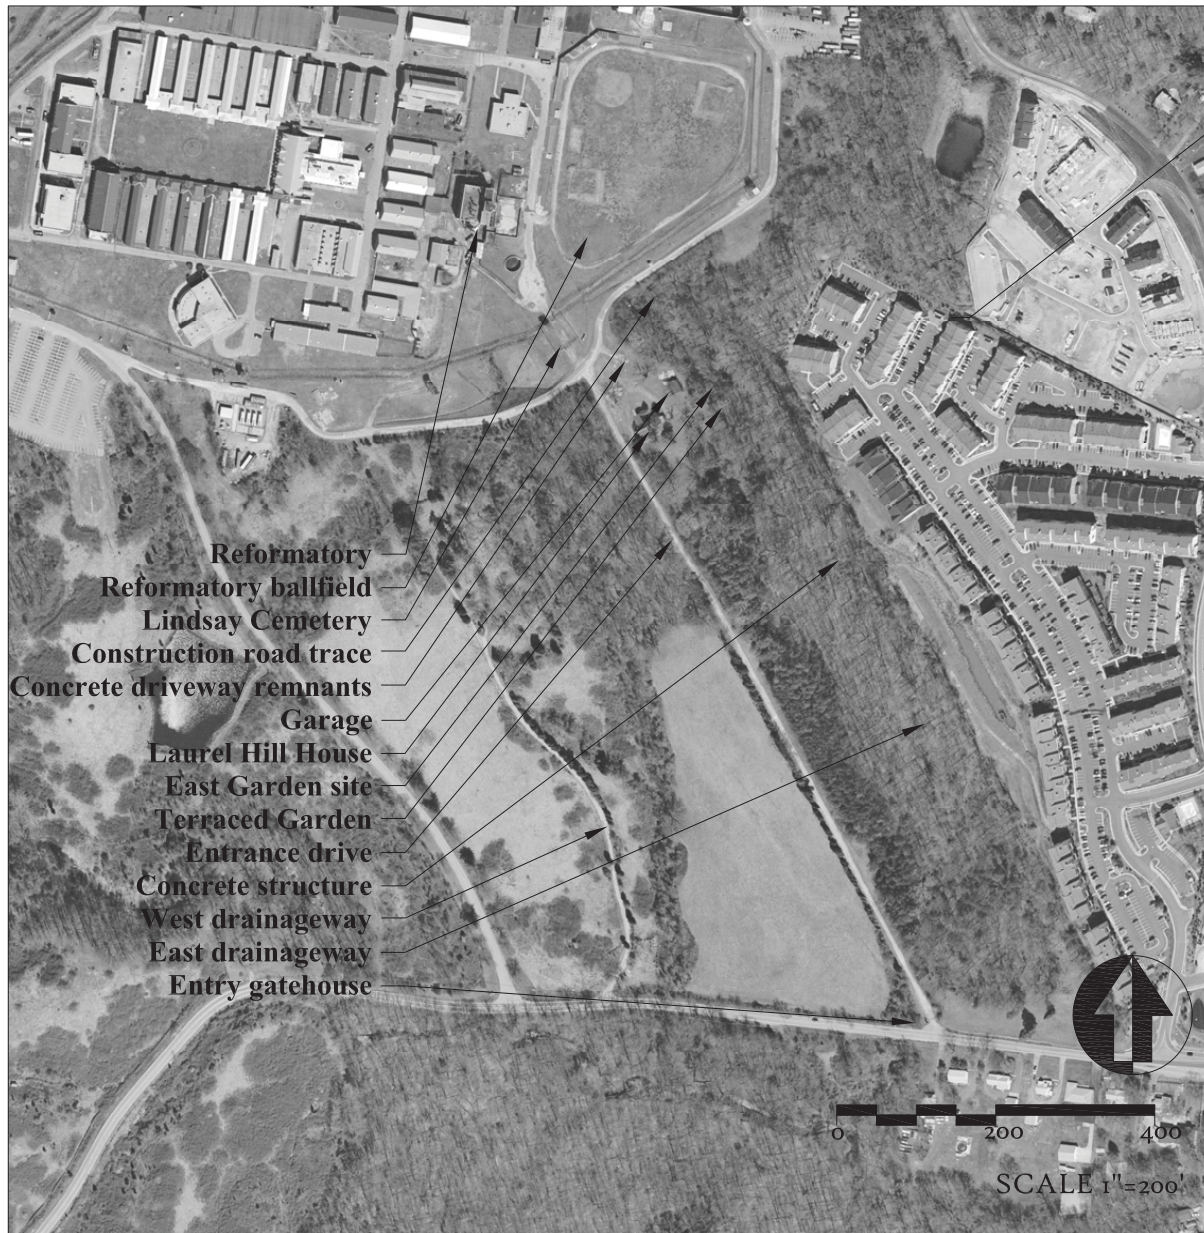 Reformatory
Reformatory ballfield
Lindsay Cemetery
Construction road trace
Concrete driveway remnants
Garage
Laurel Hill House
East Garden site
Terraced Garden
Entrance drive
Concrete structure
West drainageway
East drainageway
Entry gatehouse
0 200 400
SCALE 1"=200'